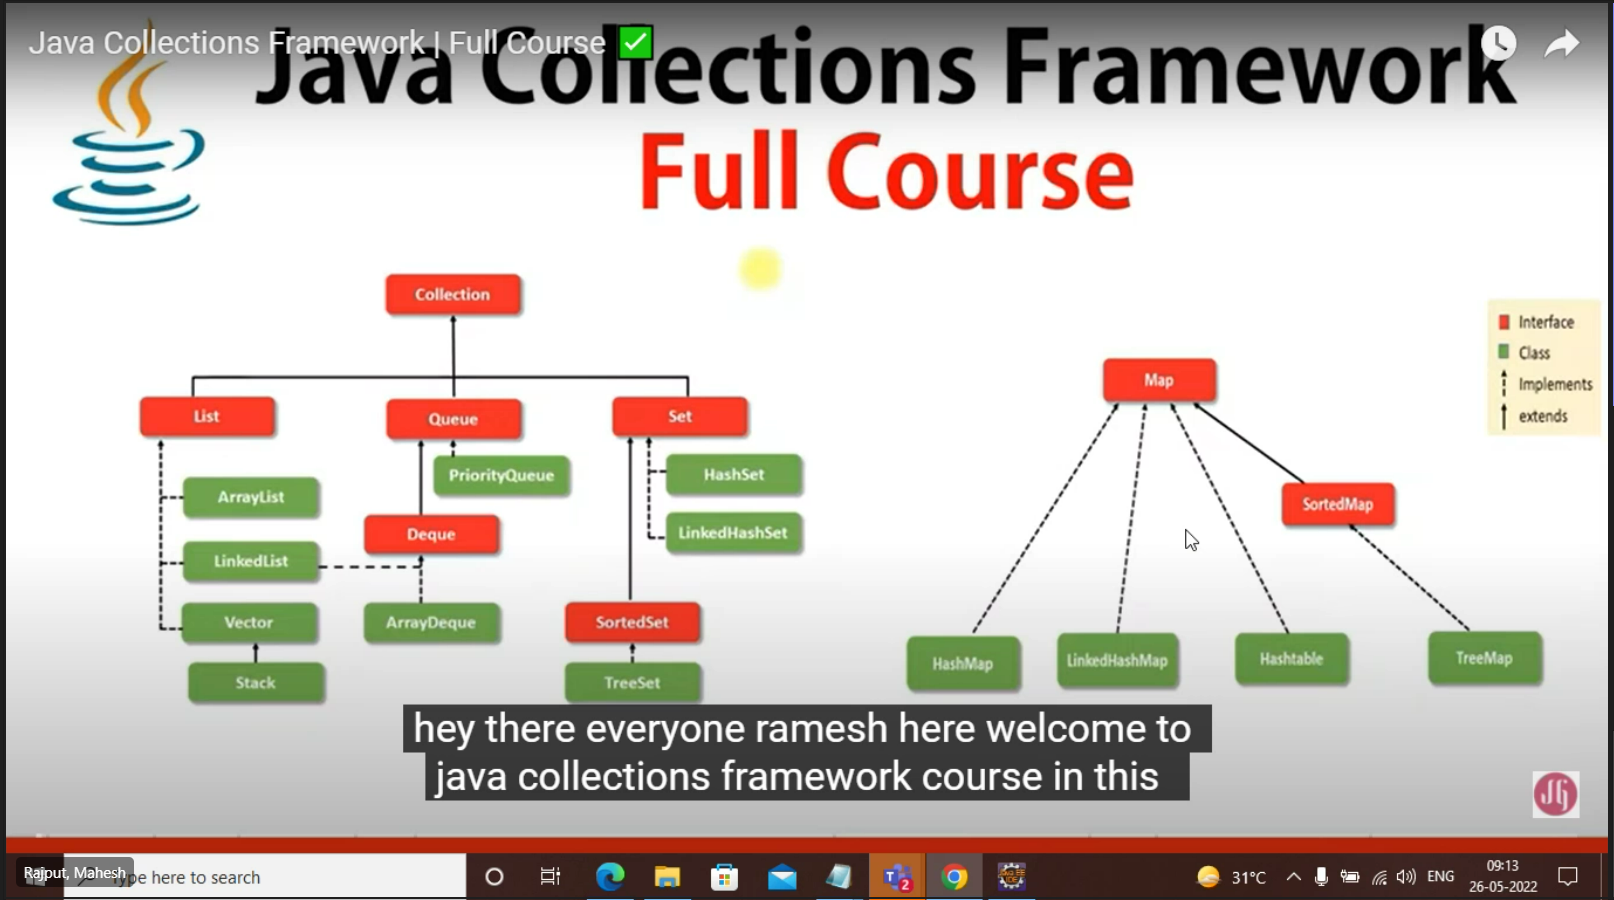 Java Collections Framework | Full Course ✅
Java Collections Framework
Full Course
Collection
List
Queue
Set
PriorityQueue
HashSet
ArrayList
Deque
LinkedHashSet
LinkedList
Vector
ArrayDeque
SortedSet
Stack
TreeSet
Map
SortedMap
HashMap
LinkedHashMap
Hashtable
TreeMap
Interface
Class
Implements
extends
hey there everyone ramesh here welcome to
java collections framework course in this
JG
Rajput, Mahesh
Type here to search
2
31°C
ENG
09:13
26-05-2022